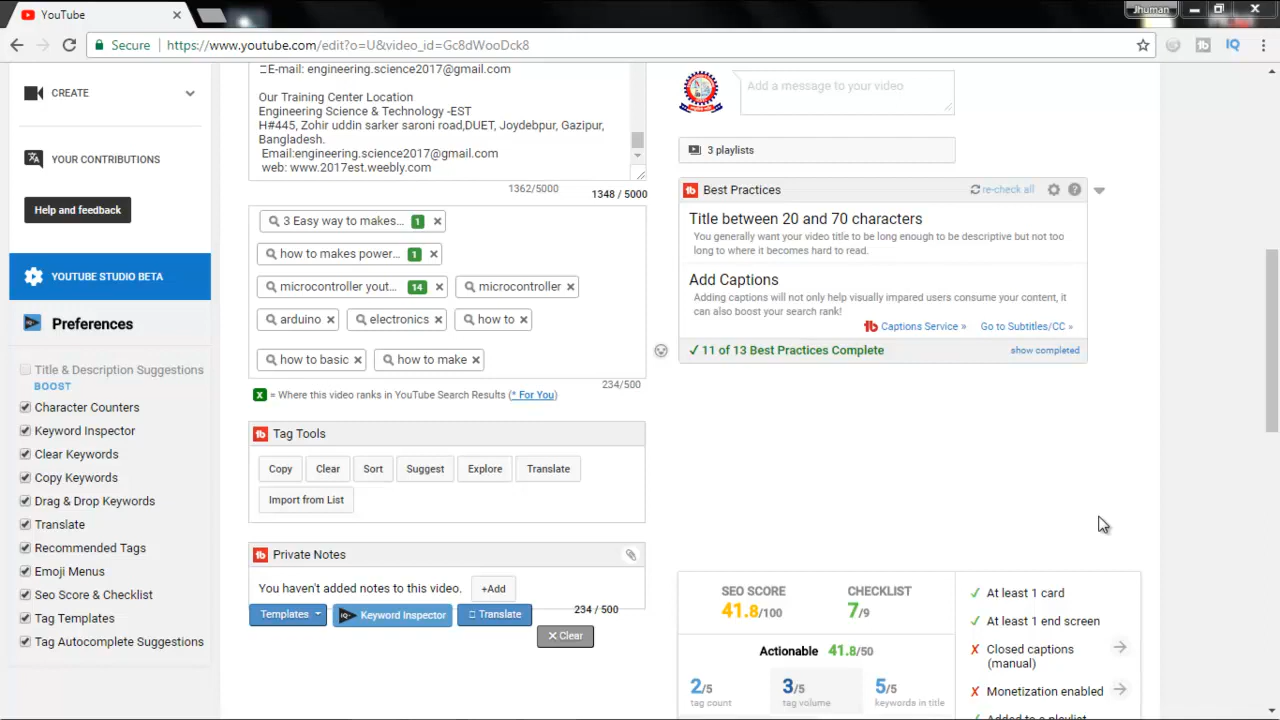 YouTube
Jhuman
Secure
https://www.youtube.com/edit?o=U&video_id=Gc8dWooDck8
IQ
CREATE
YOUR CONTRIBUTIONS
Help and feedback
YOUTUBE STUDIO BETA
Preferences
Title & Description Suggestions
BOOST
Character Counters
Keyword Inspector
Clear Keywords
Copy Keywords
Drag & Drop Keywords
Translate
Recommended Tags
Emoji Menus
Seo Score & Checklist
Tag Templates
Tag Autocomplete Suggestions
E-mail: engineering.science2017@gmail.com
Our Training Center Location
Engineering Science & Technology -EST
H#445, Zohir uddin sarker saroni road,DUET, Joydebpur, Gazipur,
Bangladesh.
Email:engineering.science2017@gmail.com
web: www.2017est.weebly.com
1362/5000
1348 / 5000
3 Easy way to makes... 1
how to makes power... 1
microcontroller yout... 14 microcontroller
arduino electronics how to
how to basic how to make
234/500
X = Where this video ranks in YouTube Search Results (* For You)
tb Tag Tools
Copy Clear Sort Suggest Explore Translate
Import from List
tb Private Notes
You haven't added notes to this video. +Add
Templates IQ Keyword Inspector Translate 234 / 500
Clear
Add a message to your video
3 playlists
tb Best Practices re-check all
Title between 20 and 70 characters
You generally want your video title to be long enough to be descriptive but not too
long to where it becomes hard to read.
Add Captions
Adding captions will not only help visually impared users consume your content, it
can also boost your search rank!
tb Captions Service » Go to Subtitles/CC »
✓ 11 of 13 Best Practices Complete show completed
SEO SCORE
41.8/100
CHECKLIST
7/9
Actionable 41.8/50
2/5
tag count
3/5
tag volume
5/5
keywords in title
✓ At least 1 card
✓ At least 1 end screen
✗ Closed captions
(manual)
✗ Monetization enabled
Added to a playlist